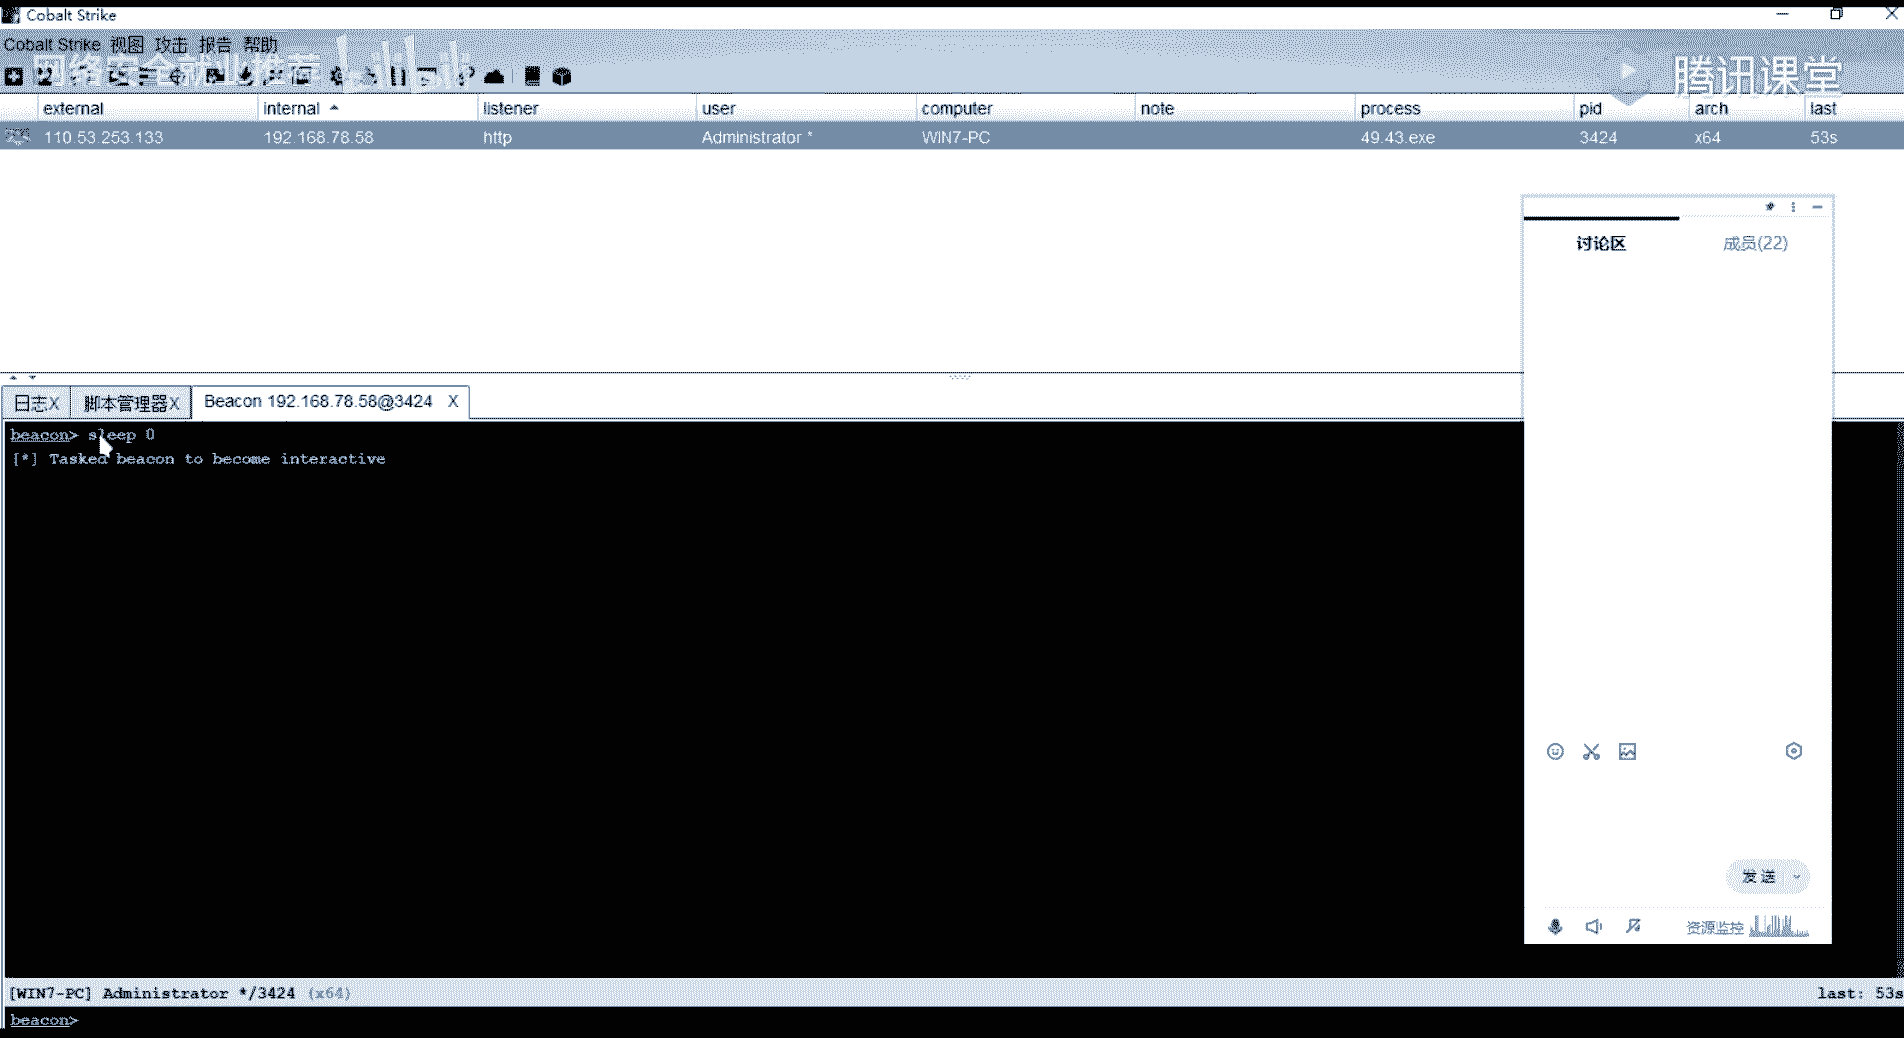 Cobalt Strike
Cobalt Strike 视图 攻击 报告 帮助
网络安全就业推荐
腾讯课堂
external internal listener user computer note process pid arch last
110.53.253.133 192.168.78.58 http Administrator * WIN7-PC 49.43.exe 3424 x64 53s
讨论区 成员(22)
日志X 脚本管理器X Beacon 192.168.78.58@3424 X
beacon> sleep 0
[*] Tasked beacon to become interactive
发送
资源监控
[WIN7-PC] Administrator */3424 (x64) last: 53s
beacon>